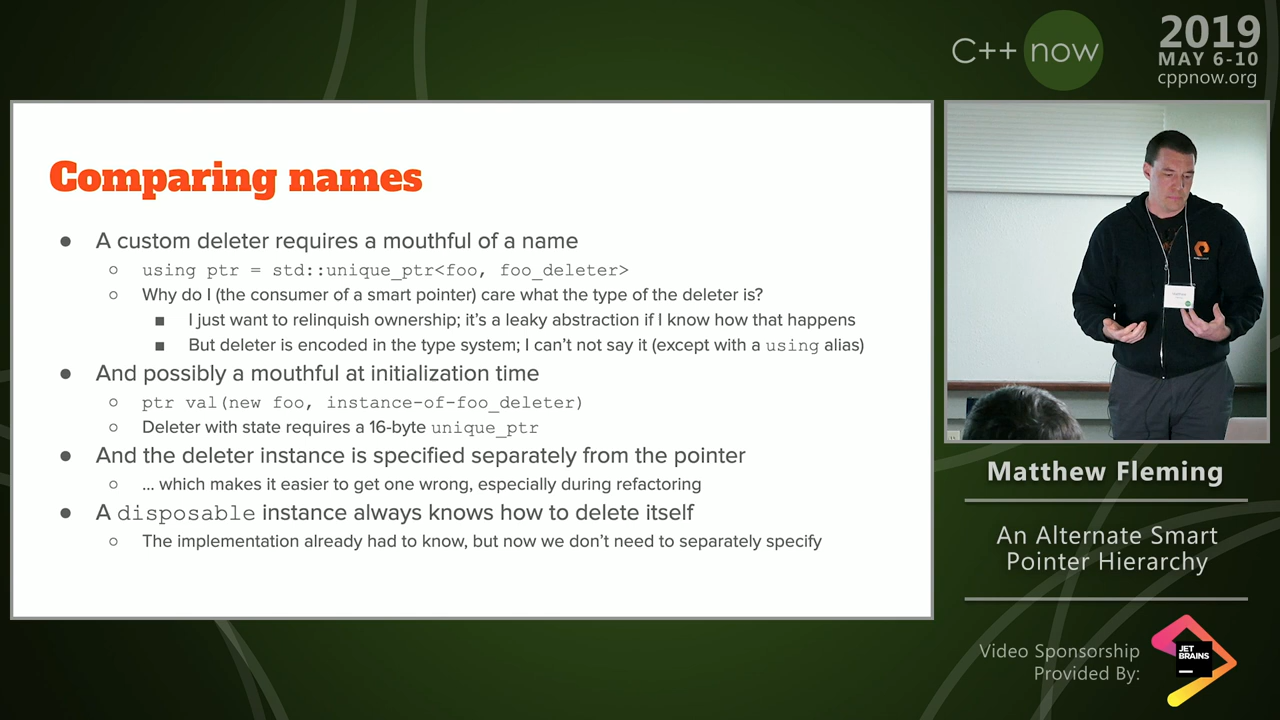 C++ now
2019
MAY 6-10
cppnow.org
Comparing names
● A custom deleter requires a mouthful of a name
○ using ptr = std::unique_ptr<foo, foo_deleter>
○ Why do I (the consumer of a smart pointer) care what the type of the deleter is?
■ I just want to relinquish ownership; it's a leaky abstraction if I know how that happens
■ But deleter is encoded in the type system; I can't not say it (except with a using alias)
● And possibly a mouthful at initialization time
○ ptr val(new foo, instance-of-foo_deleter)
○ Deleter with state requires a 16-byte unique_ptr
● And the deleter instance is specified separately from the pointer
○ ... which makes it easier to get one wrong, especially during refactoring
● A disposable instance always knows how to delete itself
○ The implementation already had to know, but now we don't need to separately specify
Matthew Fleming
An Alternate Smart
Pointer Hierarchy
Video Sponsorship
Provided By:
JET
BRAINS